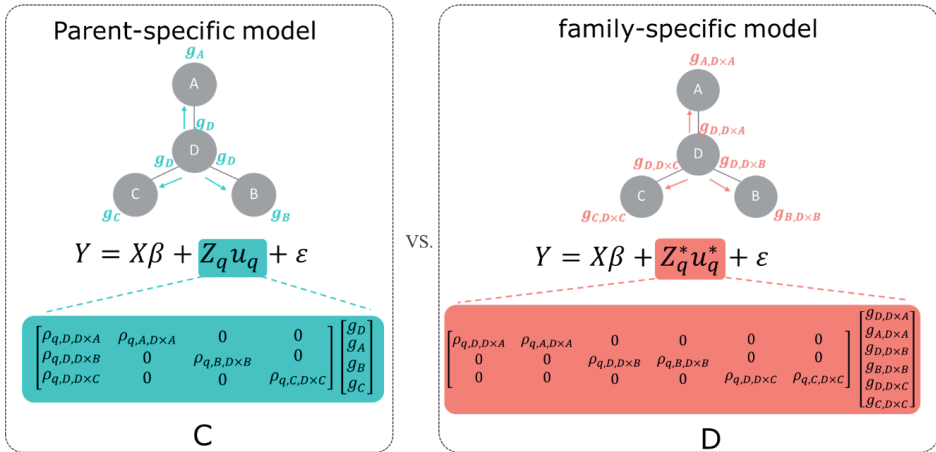 Parent-specific model
g_A
A
g_D
D
g_D g_D
C B
g_C g_B
Y = Xβ + Z_q u_q + ε
[ρ_{q,D,D×A} ρ_{q,A,D×A} 0 0] [g_D]
[ρ_{q,D,D×B} 0 ρ_{q,B,D×B} 0] [g_A]
[ρ_{q,D,D×C} 0 0 ρ_{q,C,D×C}] [g_B]
[g_C]
C
vs.
family-specific model
g_{A,D×A}
A
g_{D,D×A}
D
g_{D,D×C} g_{D,D×B}
C B
g_{C,D×C} g_{B,D×B}
Y = Xβ + Z_q^* u_q^* + ε
[ρ_{q,D,D×A} ρ_{q,A,D×A} 0 0 0 0] [g_{D,D×A}]
[0 0 ρ_{q,D,D×B} ρ_{q,B,D×B} 0 0] [g_{A,D×A}]
[0 0 0 0 ρ_{q,D,D×C} ρ_{q,C,D×C}] [g_{D,D×B}]
[g_{B,D×B}]
[g_{D,D×C}]
[g_{C,D×C}]
D